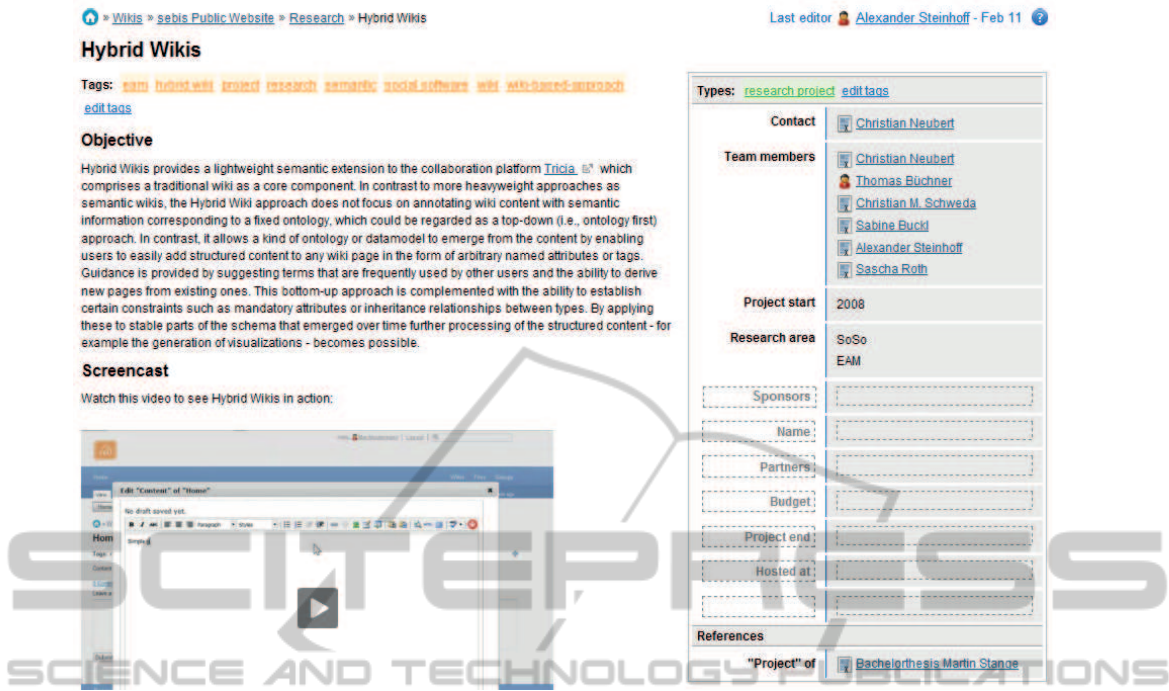 » Wikis » sebis Public Website » Research » Hybrid Wikis
Last editor Alexander Steinhoff - Feb 11
Hybrid Wikis
Tags: eam hybrid wiki project research semantic social software wiki wiki-based-approach
edit tags
Objective
Hybrid Wikis provides a lightweight semantic extension to the collaboration platform Tricia which
comprises a traditional wiki as a core component. In contrast to more heavyweight approaches as
semantic wikis, the Hybrid Wiki approach does not focus on annotating wiki content with semantic
information corresponding to a fixed ontology, which could be regarded as a top-down (i.e., ontology first)
approach. In contrast, it allows a kind of ontology or datamodel to emerge from the content by enabling
users to easily add structured content to any wiki page in the form of arbitrary named attributes or tags.
Guidance is provided by suggesting terms that are frequently used by other users and the ability to derive
new pages from existing ones. This bottom-up approach is complemented with the ability to establish
certain constraints such as mandatory attributes or inheritance relationships between types. By applying
these to stable parts of the schema that emerged over time further processing of the structured content - for
example the generation of visualizations - becomes possible.
Screencast
Watch this video to see Hybrid Wikis in action:
Edit "Content" of "Home"
No draft saved yet.
Paragraph
Styles
Simple
Hom
Tags
Types: research project edit tags
Contact
Christian Neubert
Team members
Christian Neubert
Thomas Büchner
Christian M. Schweda
Sabine Buckl
Alexander Steinhoff
Sascha Roth
Project start
2008
Research area
SoSo
EAM
Sponsors
Name
Partners
Budget
Project end
Hosted at
References
"Project" of
Bachelorthesis Martin Stange
SCITEPRESS
SCIENCE AND TECHNOLOGY PUBLICATIONS